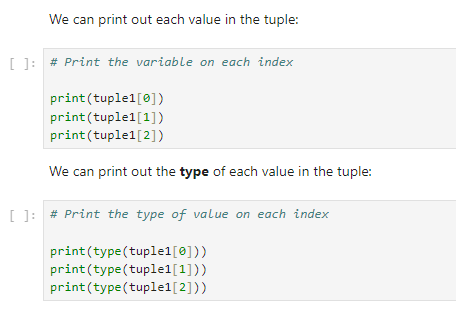 We can print out each value in the tuple:
[ ]: # Print the variable on each index
print(tuple1[0])
print(tuple1[1])
print(tuple1[2])
We can print out the type of each value in the tuple:
[ ]: # Print the type of value on each index
print(type(tuple1[0]))
print(type(tuple1[1]))
print(type(tuple1[2]))